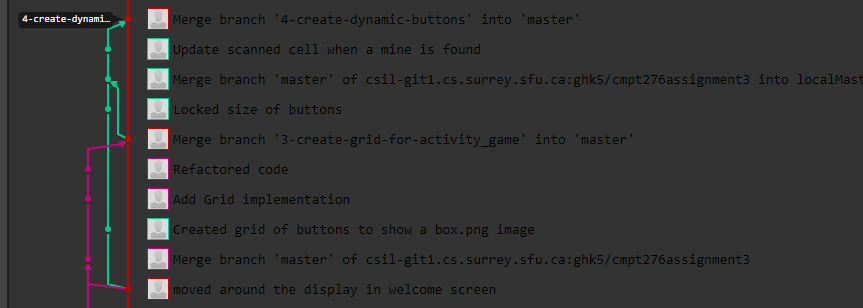 4-create-dynami…
Merge branch '4-create-dynamic-buttons' into 'master'
Update scanned cell when a mine is found
Merge branch 'master' of csil-git1.cs.surrey.sfu.ca:ghk5/cmpt276assignment3 into localMast
Locked size of buttons
Merge branch '3-create-grid-for-activity_game' into 'master'
Refactored code
Add Grid implementation
Created grid of buttons to show a box.png image
Merge branch 'master' of csil-git1.cs.surrey.sfu.ca:ghk5/cmpt276assignment3
moved around the display in welcome screen